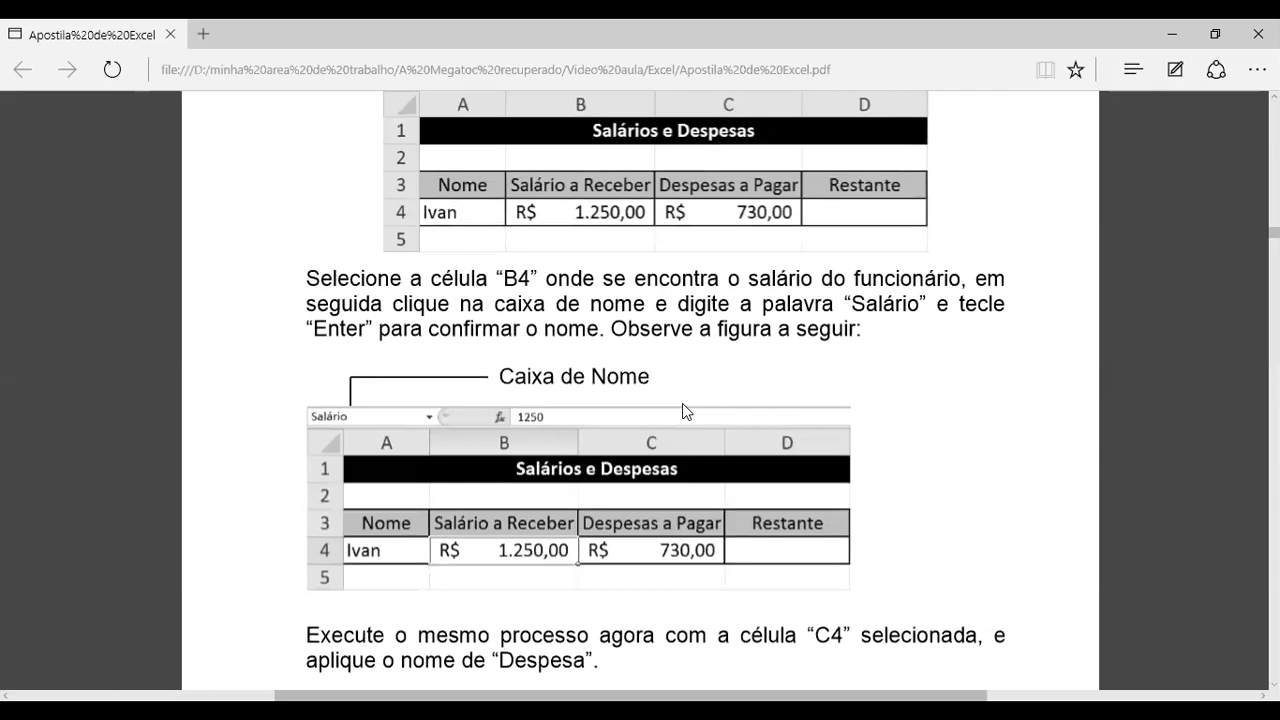 Apostila%20de%20Excel
file:///D:/minha%20area%20de%20trabalho/A%20Megatoc%20recuperado/Video%20aula/Excel/Apostila%20de%20Excel.pdf
A B C D
1 Salários e Despesas
2
3 Nome Salário a Receber Despesas a Pagar Restante
4 Ivan R$ 1.250,00 R$ 730,00
5
Selecione a célula “B4” onde se encontra o salário do funcionário, em
seguida clique na caixa de nome e digite a palavra “Salário” e tecle
“Enter” para confirmar o nome. Observe a figura a seguir:
Caixa de Nome
Salário fx 1250
A B C D
1 Salários e Despesas
2
3 Nome Salário a Receber Despesas a Pagar Restante
4 Ivan R$ 1.250,00 R$ 730,00
5
Execute o mesmo processo agora com a célula “C4” selecionada, e
aplique o nome de “Despesa”.